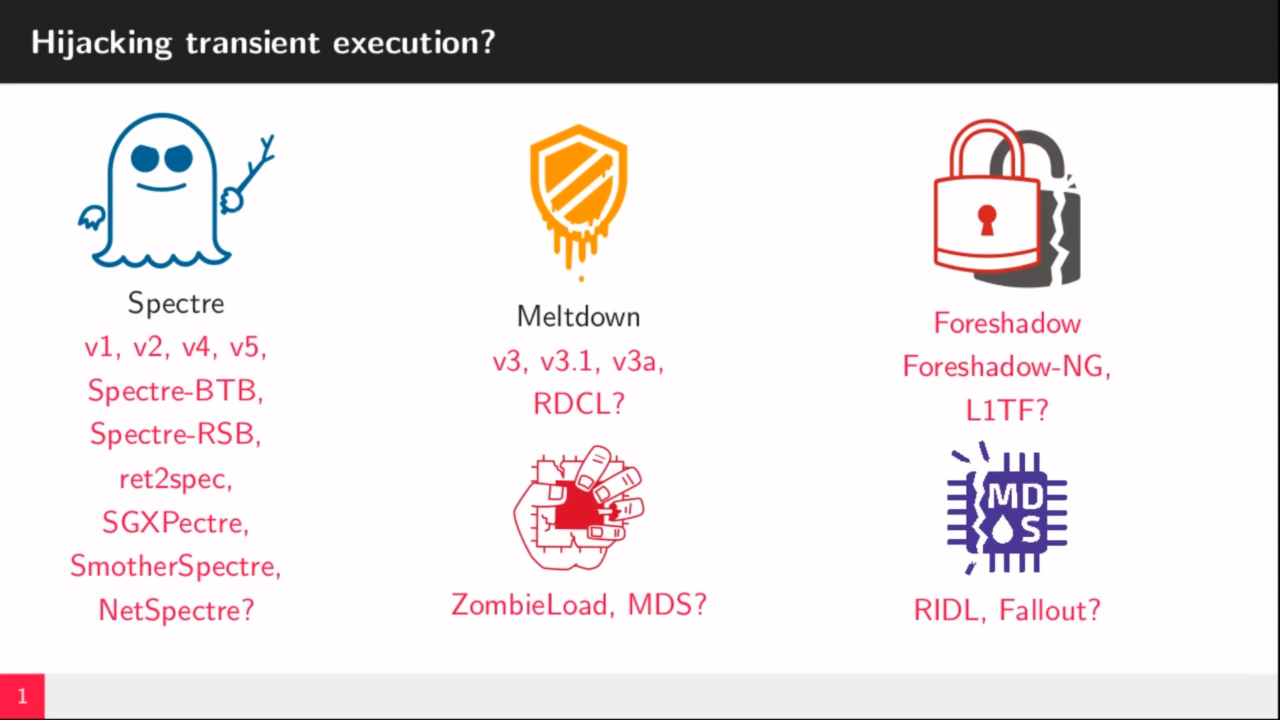 Hijacking transient execution?
Spectre
v1, v2, v4, v5,
Spectre-BTB,
Spectre-RSB,
ret2spec,
SGXPectre,
SmotherSpectre,
NetSpectre?
Meltdown
v3, v3.1, v3a,
RDCL?
ZombieLoad, MDS?
Foreshadow
Foreshadow-NG,
L1TF?
MD
S
RIDL, Fallout?
1